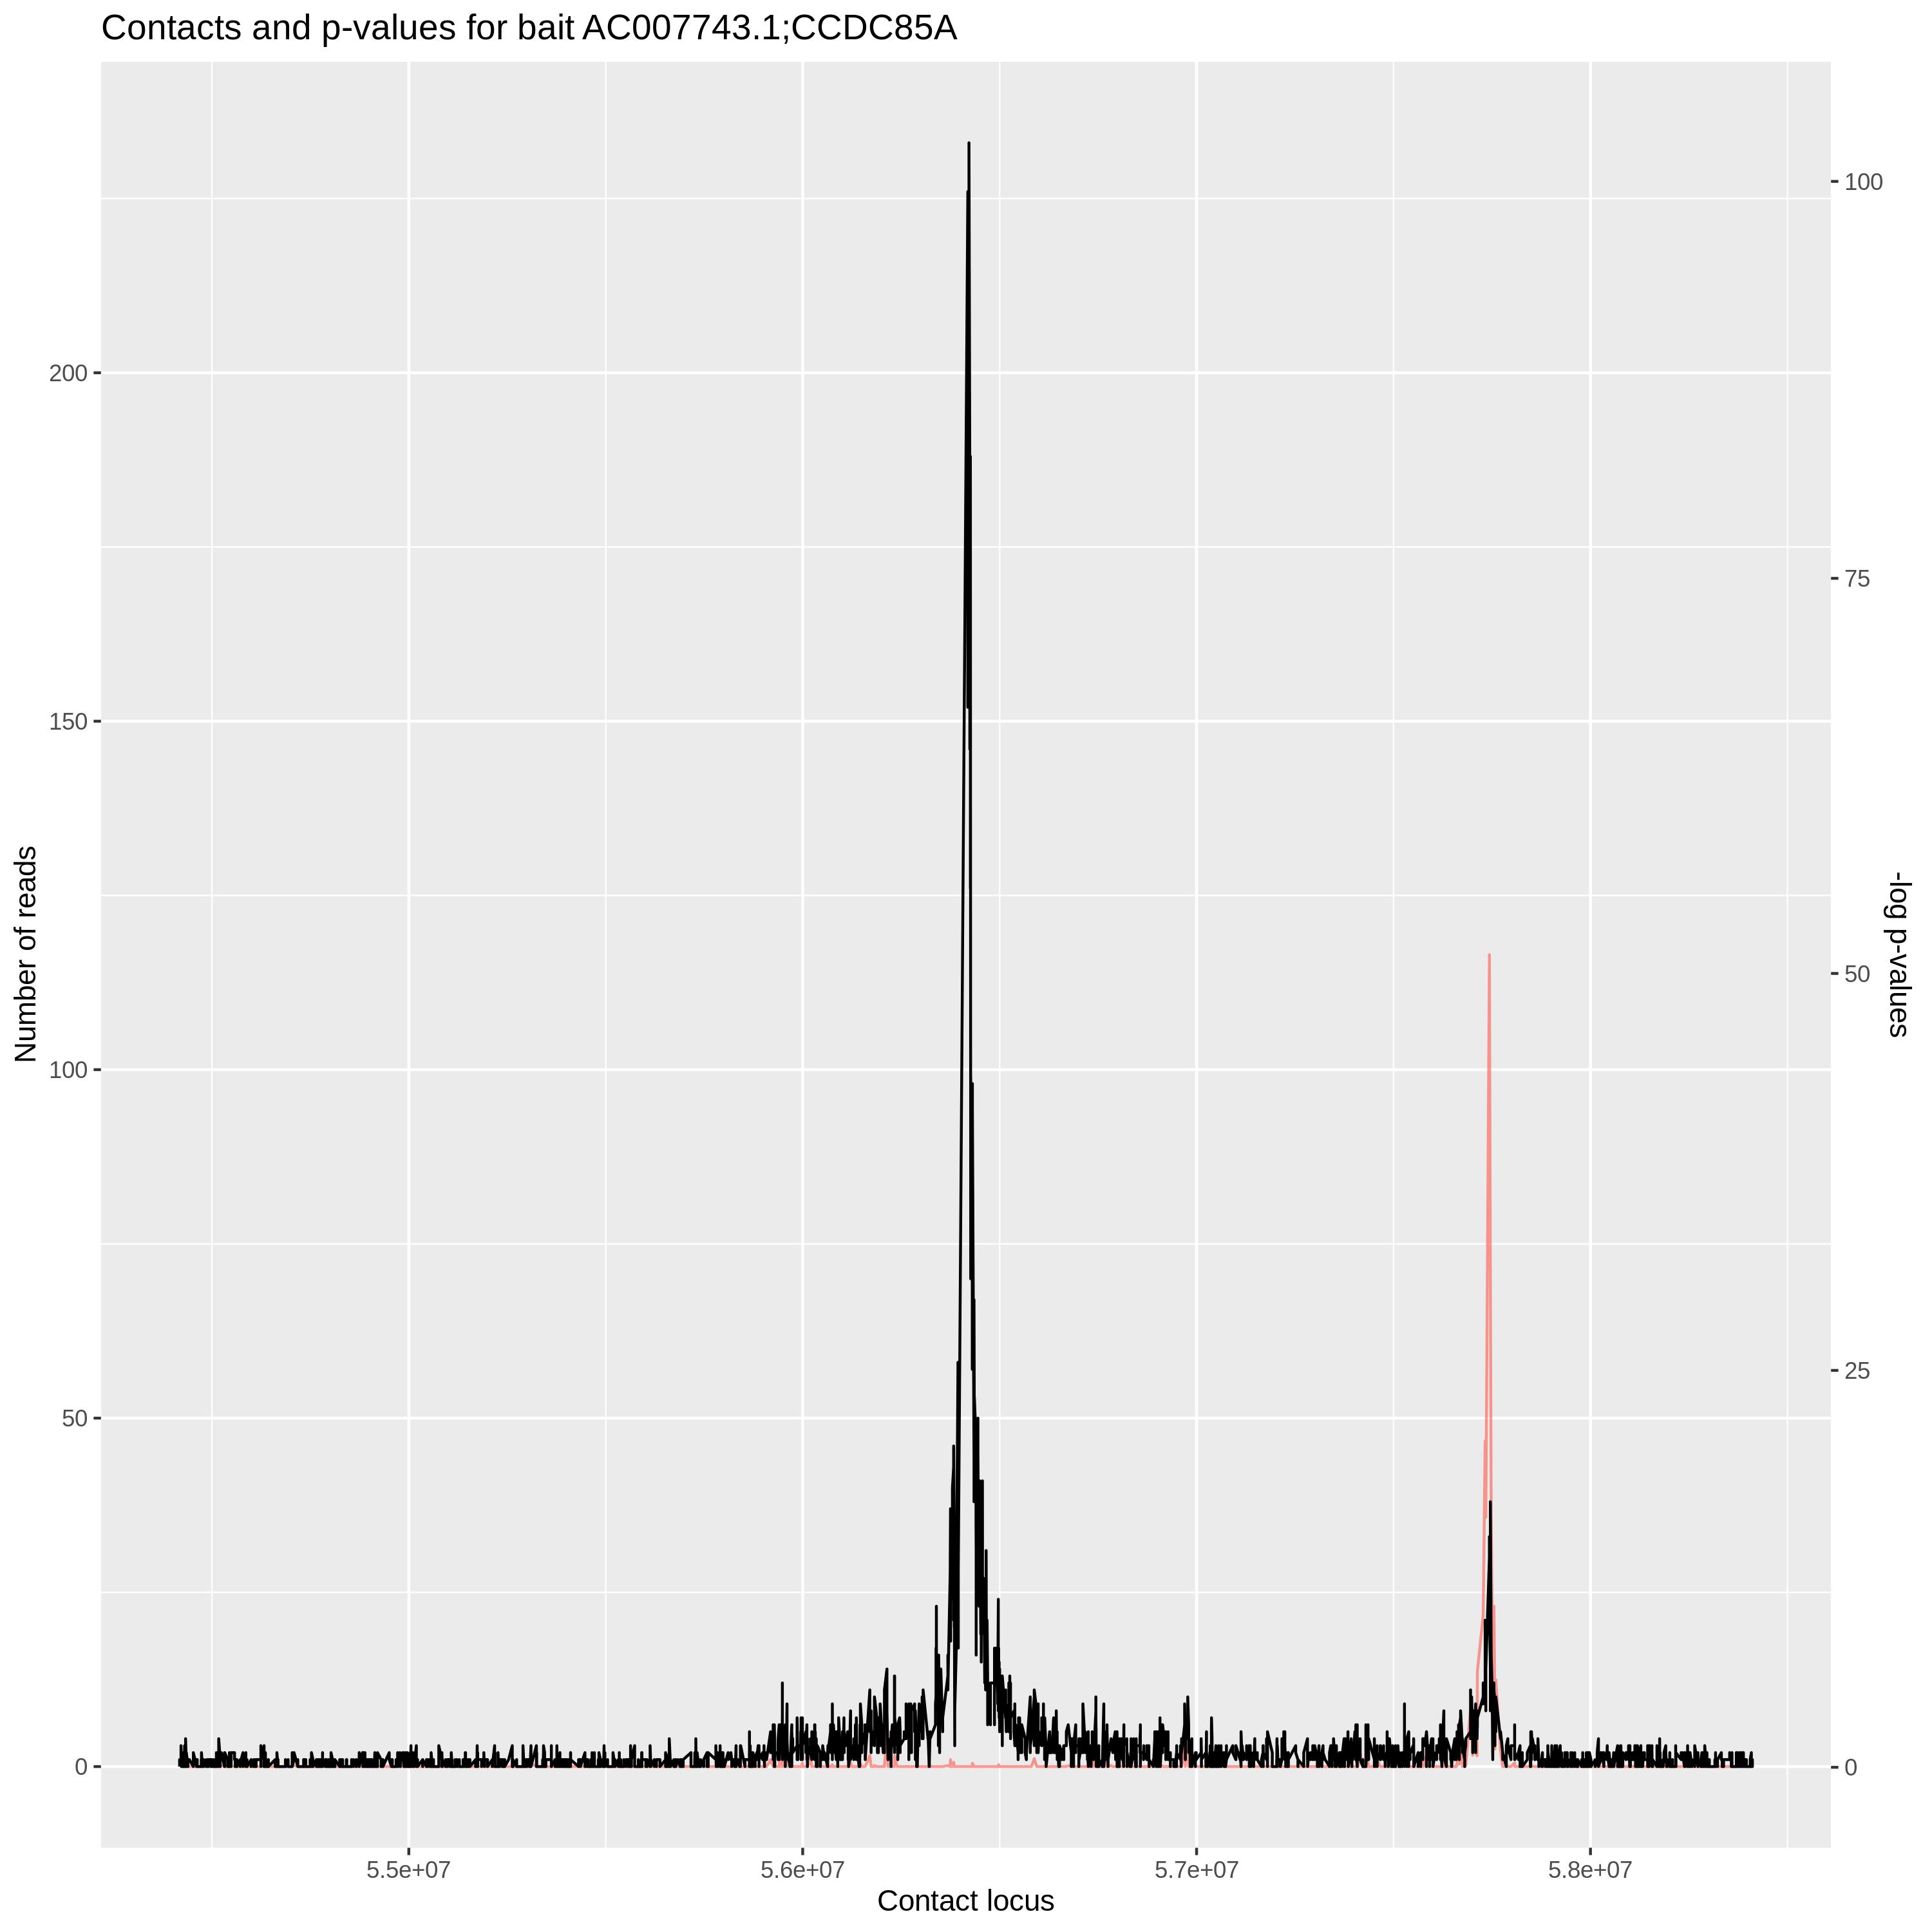 Contacts and p-values for bait AC007743.1;CCDC85A
Number of reads
200
150
100
50
0
100
75
50
25
0
-log p-values
5.5e+07
5.6e+07
5.7e+07
5.8e+07
Contact locus